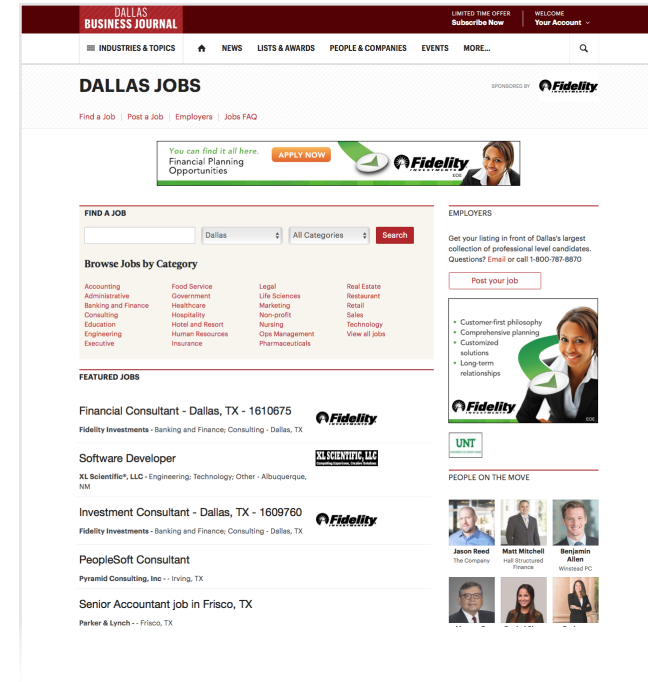 DALLAS
BUSINESS JOURNAL
LIMITED TIME OFFER
Subscribe Now
WELCOME
Your Account
INDUSTRIES & TOPICS
NEWS
LISTS & AWARDS
PEOPLE & COMPANIES
EVENTS
MORE...
DALLAS JOBS
SPONSORED BY
Fidelity
INVESTMENTS
Find a Job | Post a Job | Employers | Jobs FAQ
You can find it all here.
Financial Planning
Opportunities
APPLY NOW
Fidelity
INVESTMENTS
EOE
FIND A JOB
Dallas
All Categories
Search
Browse Jobs by Category
Accounting
Administrative
Banking and Finance
Consulting
Education
Engineering
Executive
Food Service
Government
Healthcare
Hospitality
Hotel and Resort
Human Resources
Insurance
Legal
Life Sciences
Marketing
Non-profit
Nursing
Ops Management
Pharmaceuticals
Real Estate
Restaurant
Retail
Sales
Technology
View all jobs
EMPLOYERS
Get your listing in front of Dallas's largest
collection of professional level candidates.
Questions? Email or call 1-800-787-8870
Post your job
• Customer-first philosophy
• Comprehensive planning
• Customized
solutions
• Long-term
relationships
Fidelity
INVESTMENTS
EOE
UNT
FEATURED JOBS
Financial Consultant - Dallas, TX - 1610675
Fidelity Investments - Banking and Finance; Consulting - Dallas, TX
Fidelity
INVESTMENTS
Software Developer
XL Scientific®, LLC - Engineering; Technology; Other - Albuquerque,
NM
XL SCIENTIFIC, LLC
Investment Consultant - Dallas, TX - 1609760
Fidelity Investments - Banking and Finance; Consulting - Dallas, TX
Fidelity
INVESTMENTS
PeopleSoft Consultant
Pyramid Consulting, Inc - - Irving, TX
Senior Accountant job in Frisco, TX
Parker & Lynch - - Frisco, TX
PEOPLE ON THE MOVE
Jason Reed
The Company
Matt Mitchell
Hall Structured
Finance
Benjamin
Allen
Winstead PC